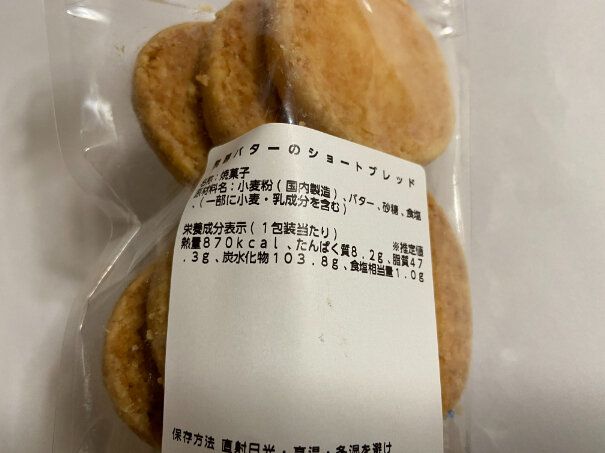 発酵バターのショートブレッド
名称：焼菓子
原材料名：小麦粉（国内製造）、バター、砂糖、食塩
、（一部に小麦・乳成分を含む）
栄養成分表示（１包装当たり） ※推定値
熱量８７０ｋｃａｌ、たんぱく質８.２ｇ、脂質４７
.３ｇ、炭水化物１０３.８ｇ、食塩相当量１.０ｇ
保存方法 直射日光・高温・多湿を避け